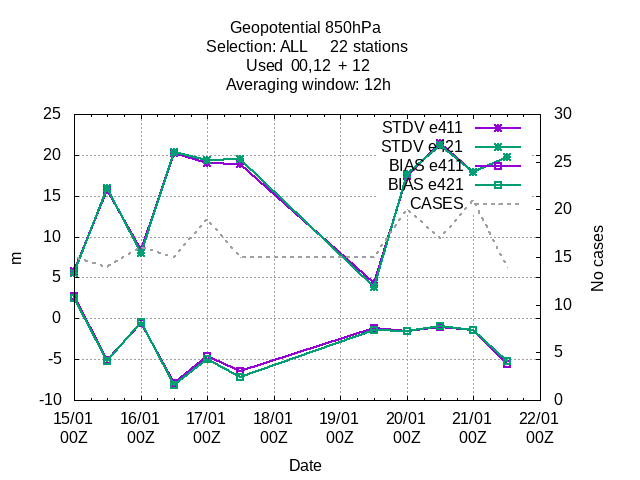 Geopotential 850hPa
Selection: ALL 22 stations
Used 00,12 + 12
Averaging window: 12h
25
20
15
10
5
0
-5
-10
m
30
25
20
15
10
5
0
No cases
STDV e411
STDV e421
BIAS e411
BIAS e421
CASES
15/01 16/01 17/01 18/01 19/01 20/01 21/01 22/01
00Z 00Z 00Z 00Z 00Z 00Z 00Z 00Z
Date